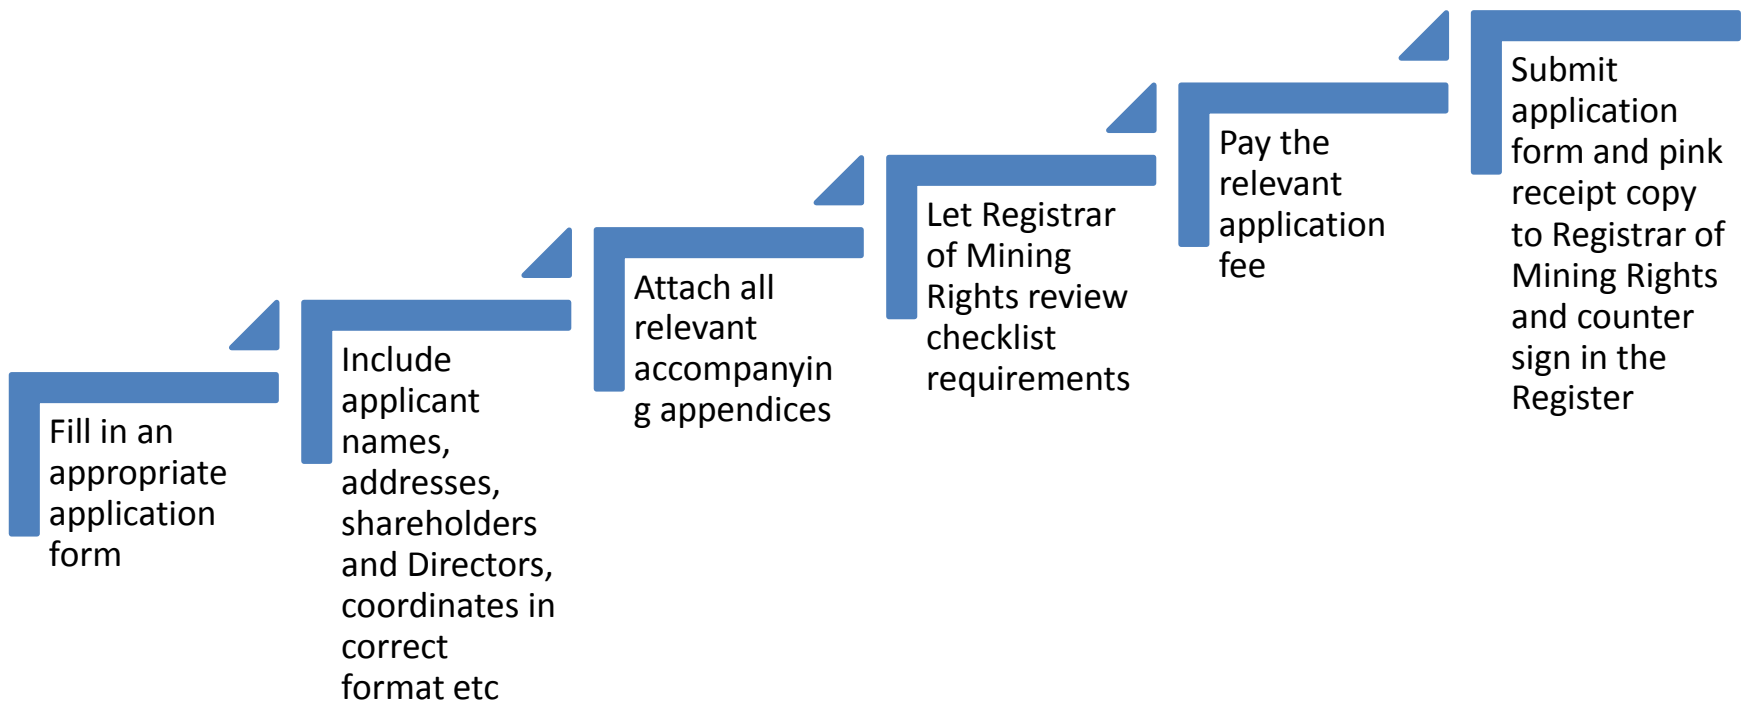 Fill in an
appropriate
application
form
Include
applicant
names,
addresses,
shareholders
and Directors,
coordinates in
correct
format etc
Attach all
relevant
accompanyin
g appendices
Let Registrar
of Mining
Rights review
checklist
requirements
Pay the
relevant
application
fee
Submit
application
form and pink
receipt copy
to Registrar of
Mining Rights
and counter
sign in the
Register